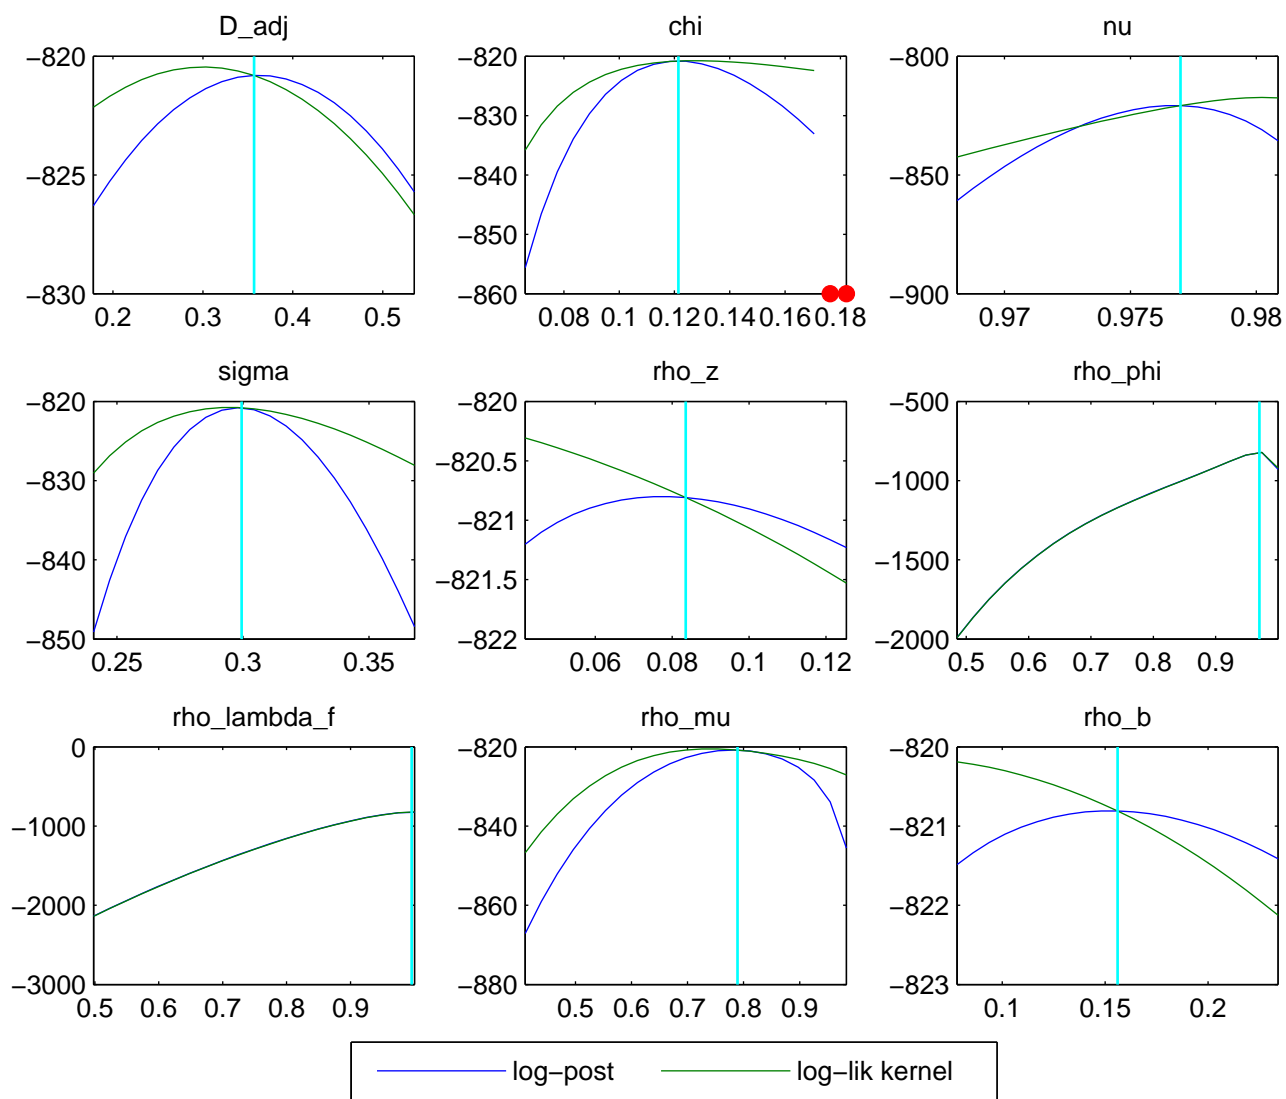 D_adj
chi
nu
−820
−825
−830
0.2 0.3 0.4 0.5
−820
−830
−840
−850
−860
0.08 0.1 0.12 0.14 0.16 0.18
−800
−850
−900
0.97 0.975 0.98
sigma
rho_z
rho_phi
−820
−830
−840
−850
0.25 0.3 0.35
−820
−820.5
−821
−821.5
−822
0.06 0.08 0.1 0.12
−500
−1000
−1500
−2000
0.5 0.6 0.7 0.8 0.9
rho_lambda_f
rho_mu
rho_b
0
−1000
−2000
−3000
0.5 0.6 0.7 0.8 0.9
−820
−840
−860
−880
0.5 0.6 0.7 0.8 0.9
−820
−821
−822
−823
0.1 0.15 0.2
log−post log−lik kernel